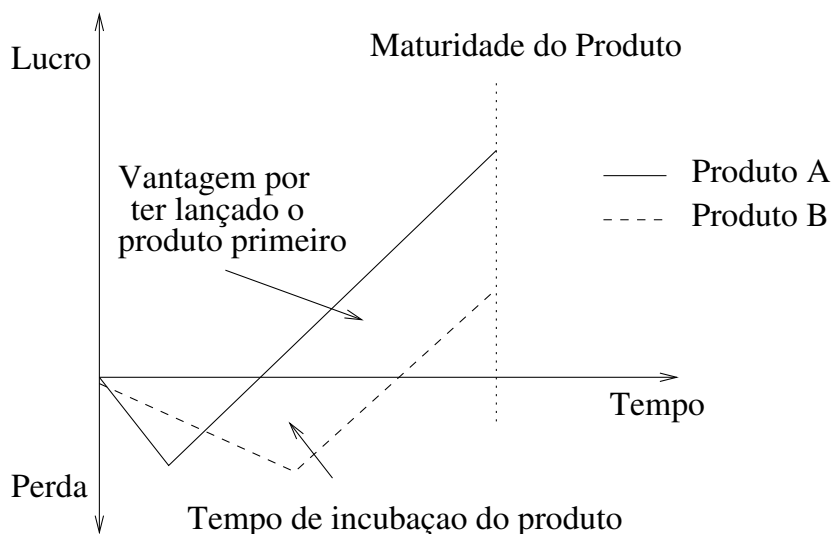 Lucro
Maturidade do Produto
Vantagem por
ter lançado o
produto primeiro
Produto A
Produto B
Tempo
Perda
Tempo de incubaçao do produto